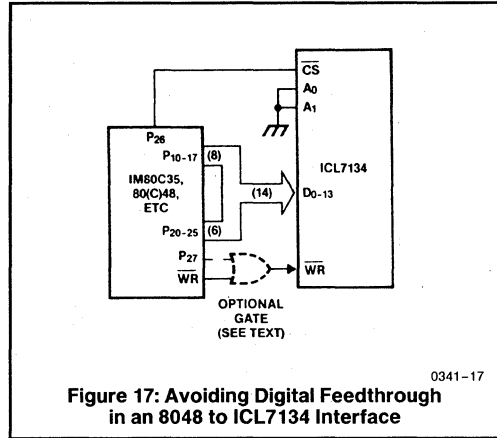 CS
A0
A1
P26
P10–17
(8)
ICL7134
IM80C35,
80(C)48,
ETC
(14)
D0–13
P20–25
(6)
P27
WR
WR
OPTIONAL
GATE
(SEE TEXT)
0341–17
Figure 17: Avoiding Digital Feedthrough
in an 8048 to ICL7134 Interface